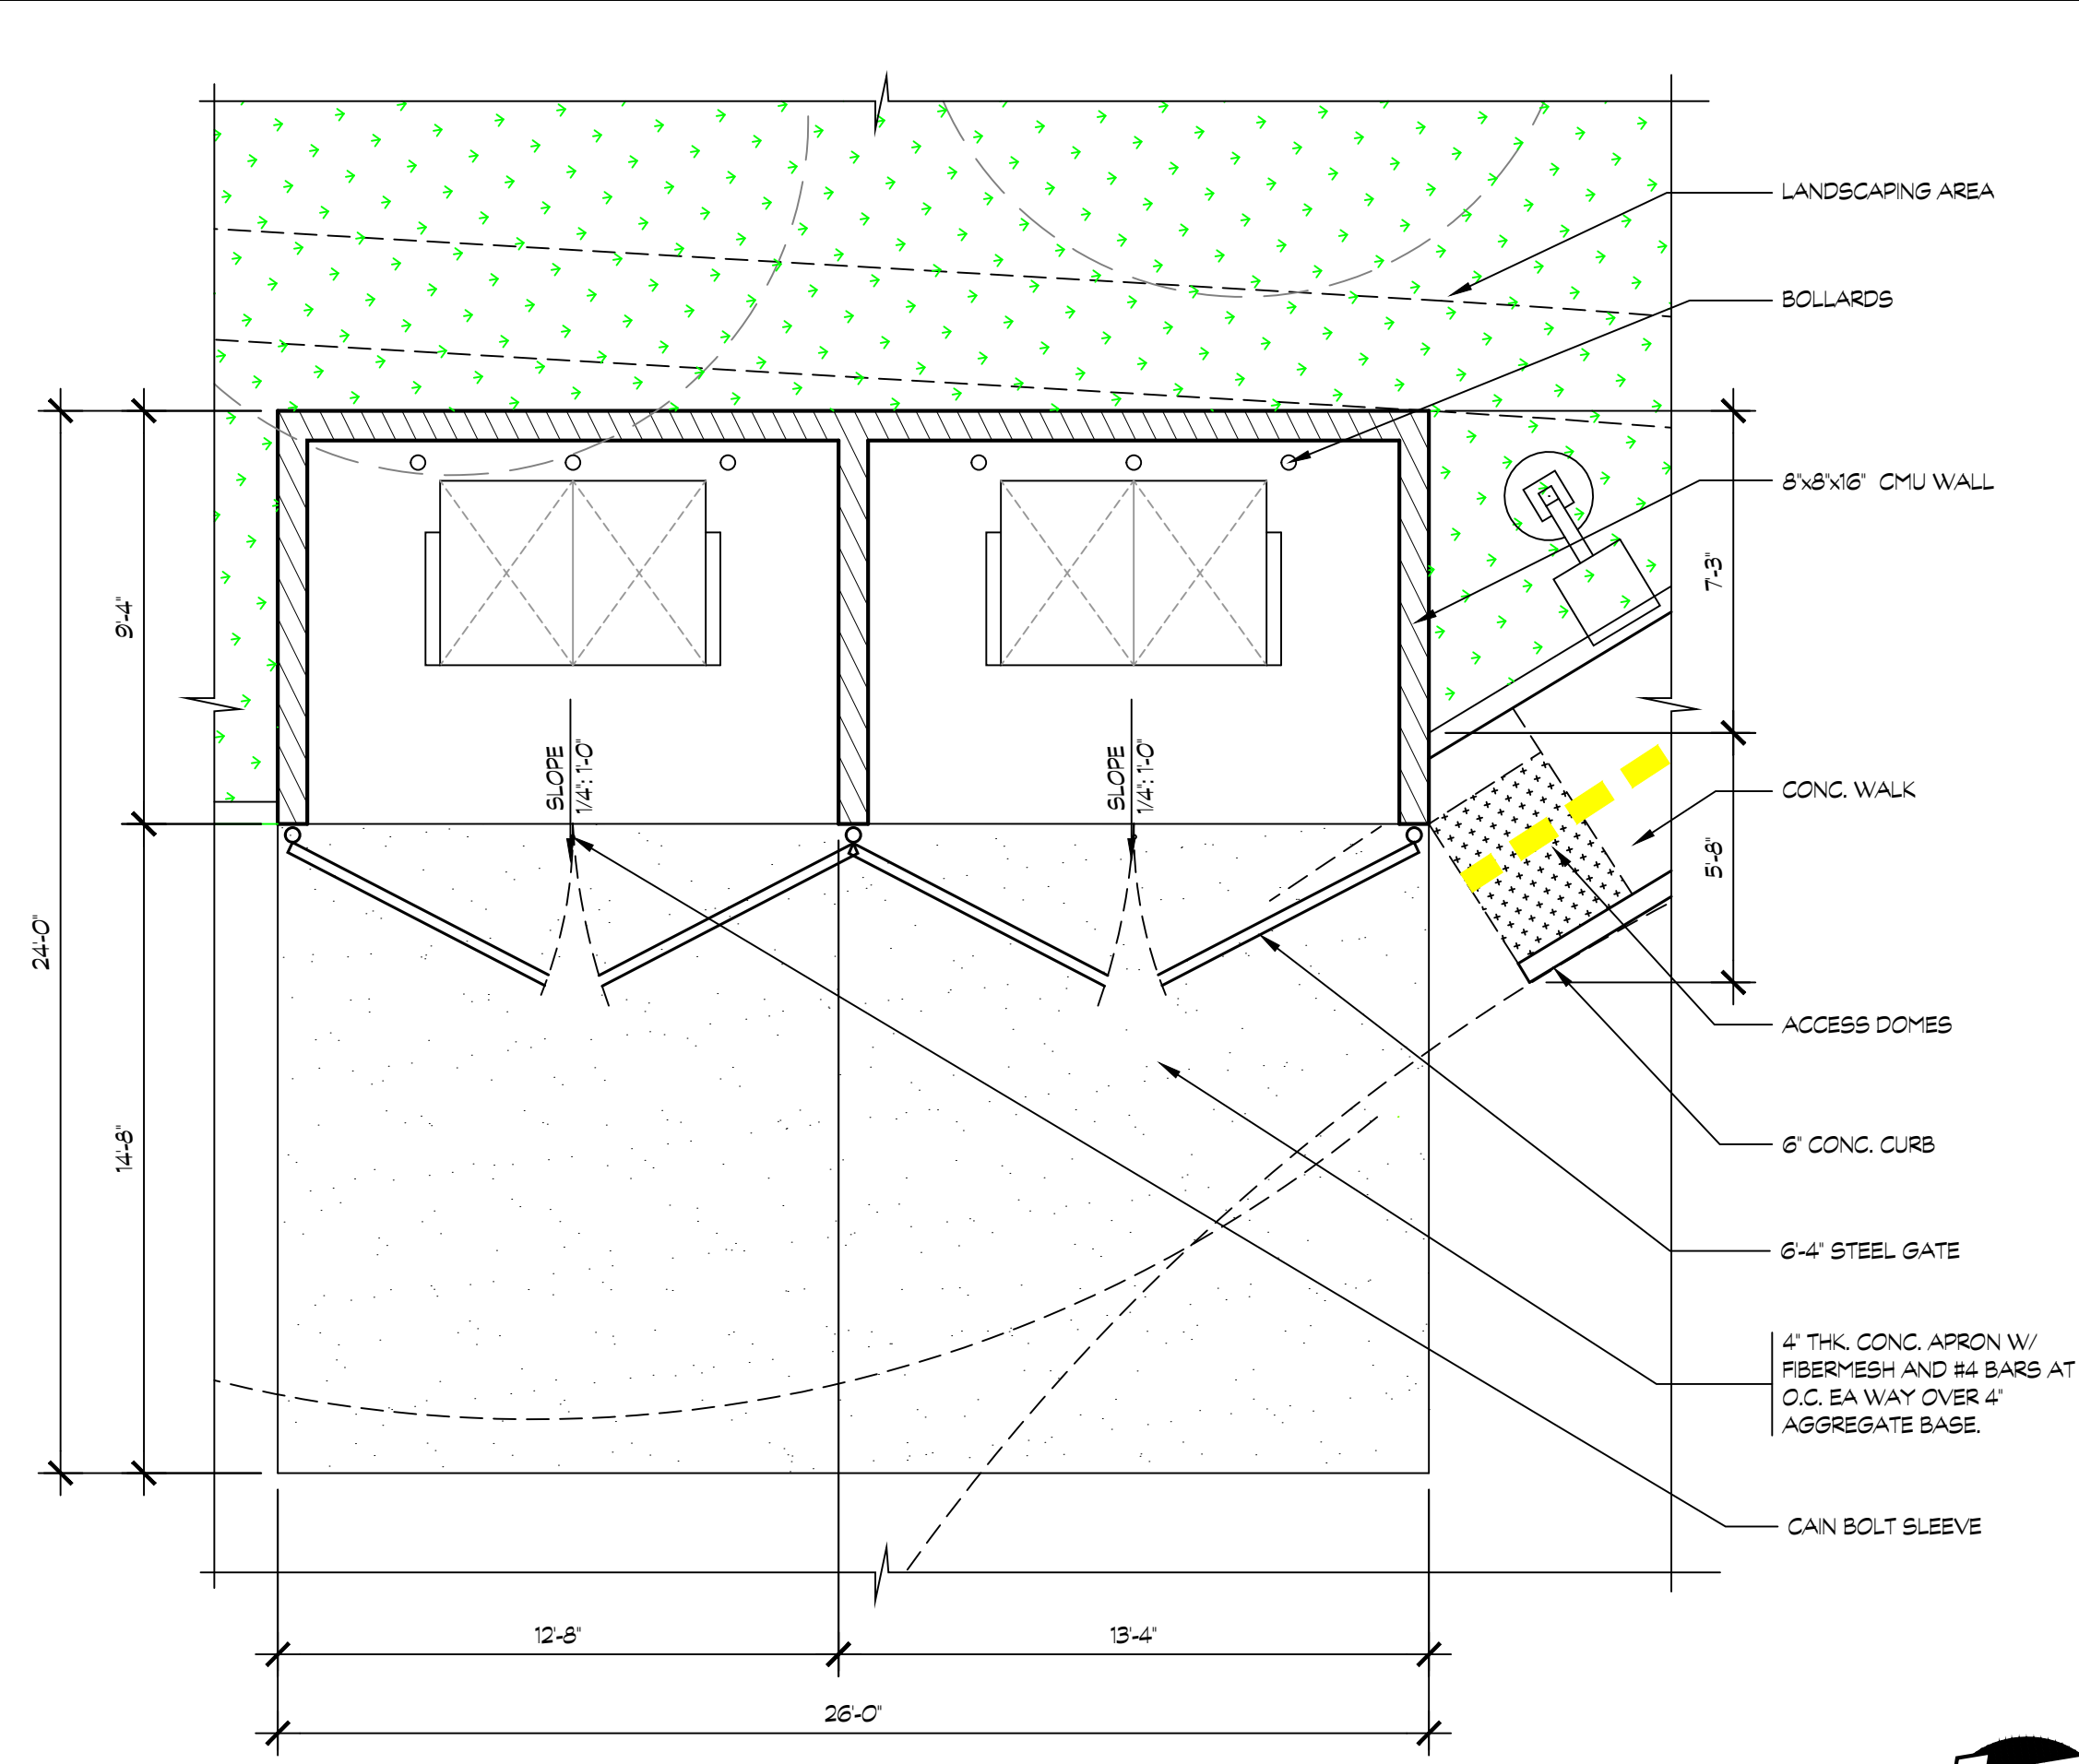 LANDSCAPING AREA
BOLLARDS
8"x8"x16" CMU WALL
7'-3"
9'-4"
SLOPE
1/4": 1'-0"
SLOPE
1/4": 1'-0"
CONC. WALK
5'-8"
24'-0"
ACCESS DOMES
14'-8"
6" CONC. CURB
6'-4" STEEL GATE
4" THK. CONC. APRON W/
FIBERMESH AND #4 BARS AT
O.C. EA WAY OVER 4"
AGGREGATE BASE.
CAIN BOLT SLEEVE
12'-8"
13'-4"
26'-0"